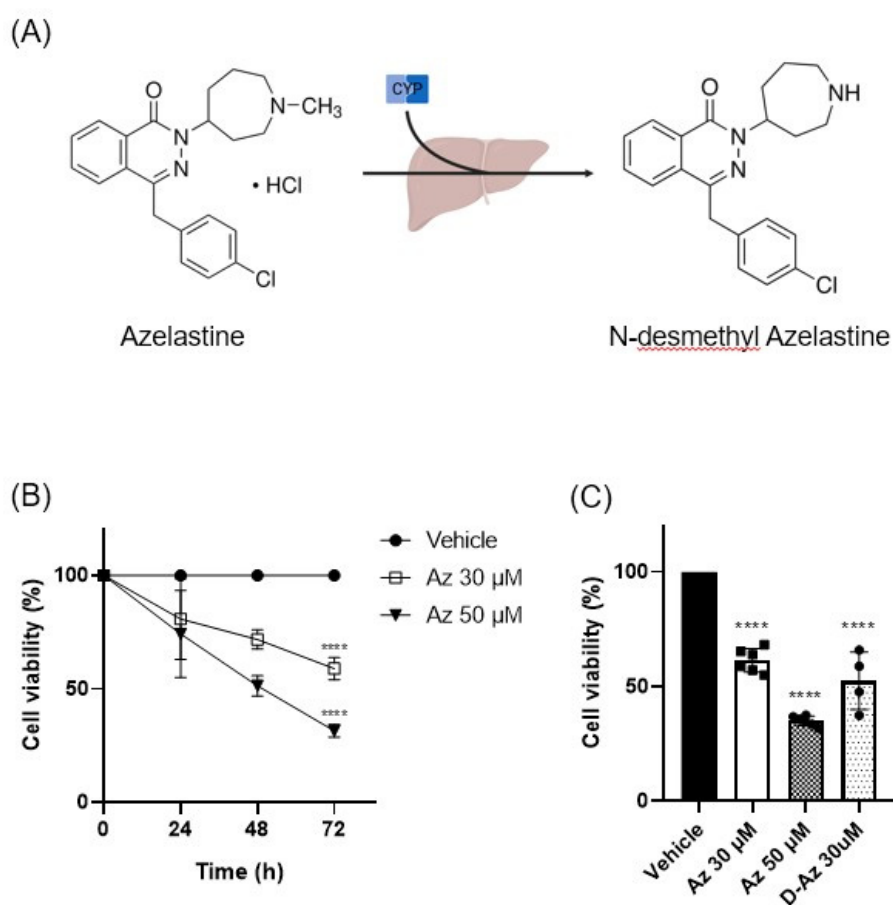 (A)
O
N
N
N
CH3
• HCl
Cl
CYP
O
N
N
NH
Cl
Azelastine
N-desmethyl Azelastine
(B)
Cell viability (%)
100
50
0
0 24 48 72
Time (h)
****
****
Vehicle
Az 30 µM
Az 50 µM
(C)
Cell viability (%)
100
50
0
****
****
****
Vehicle
Az 30 µM
Az 50 µM
D-Az 30uM